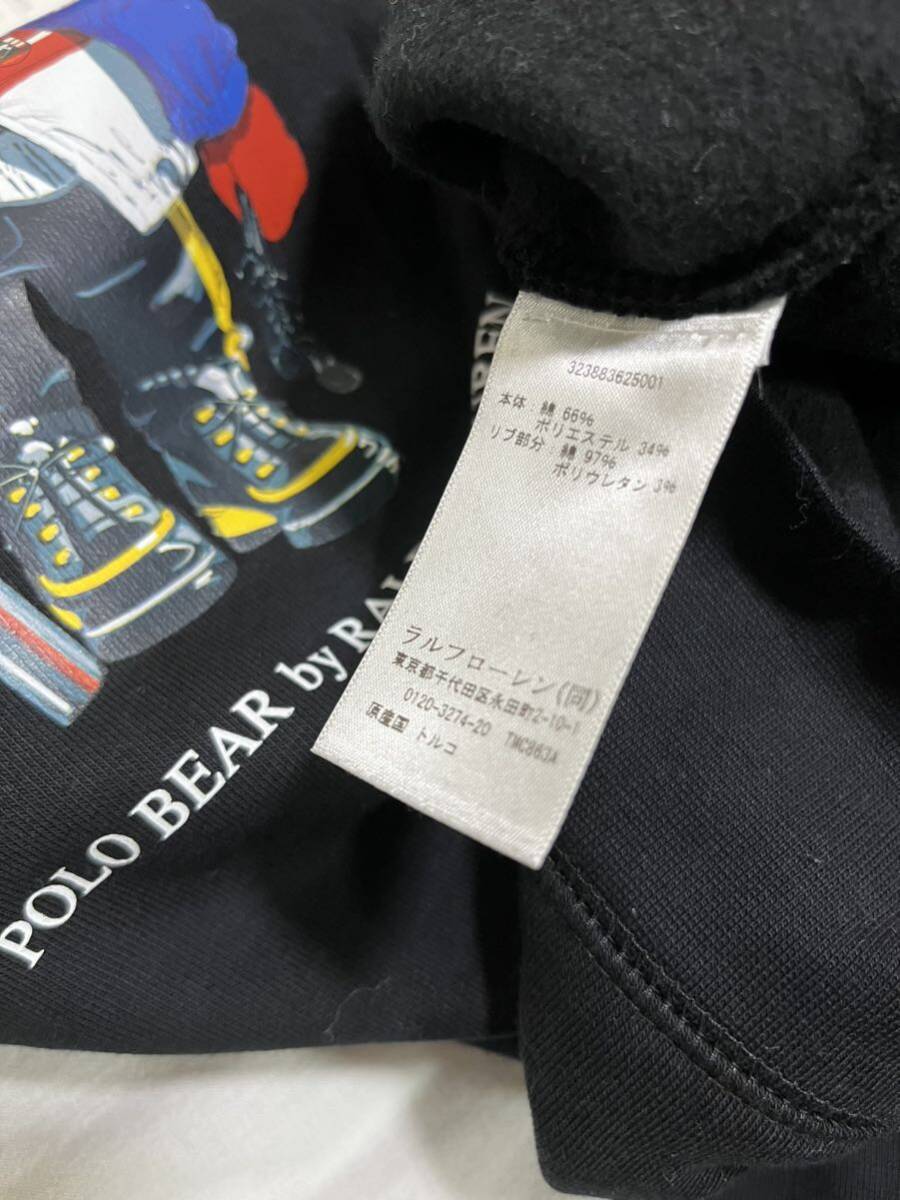 323883625001
本体 綿 66%
ポリエステル 34%
リブ部分 綿 97%
ポリウレタン 3%
ラルフローレン(同)
東京都千代田区永田町2-10-1
0120-3274-20 TMC863A
原産国 トルコ
POLO BEAR by RAL
REN